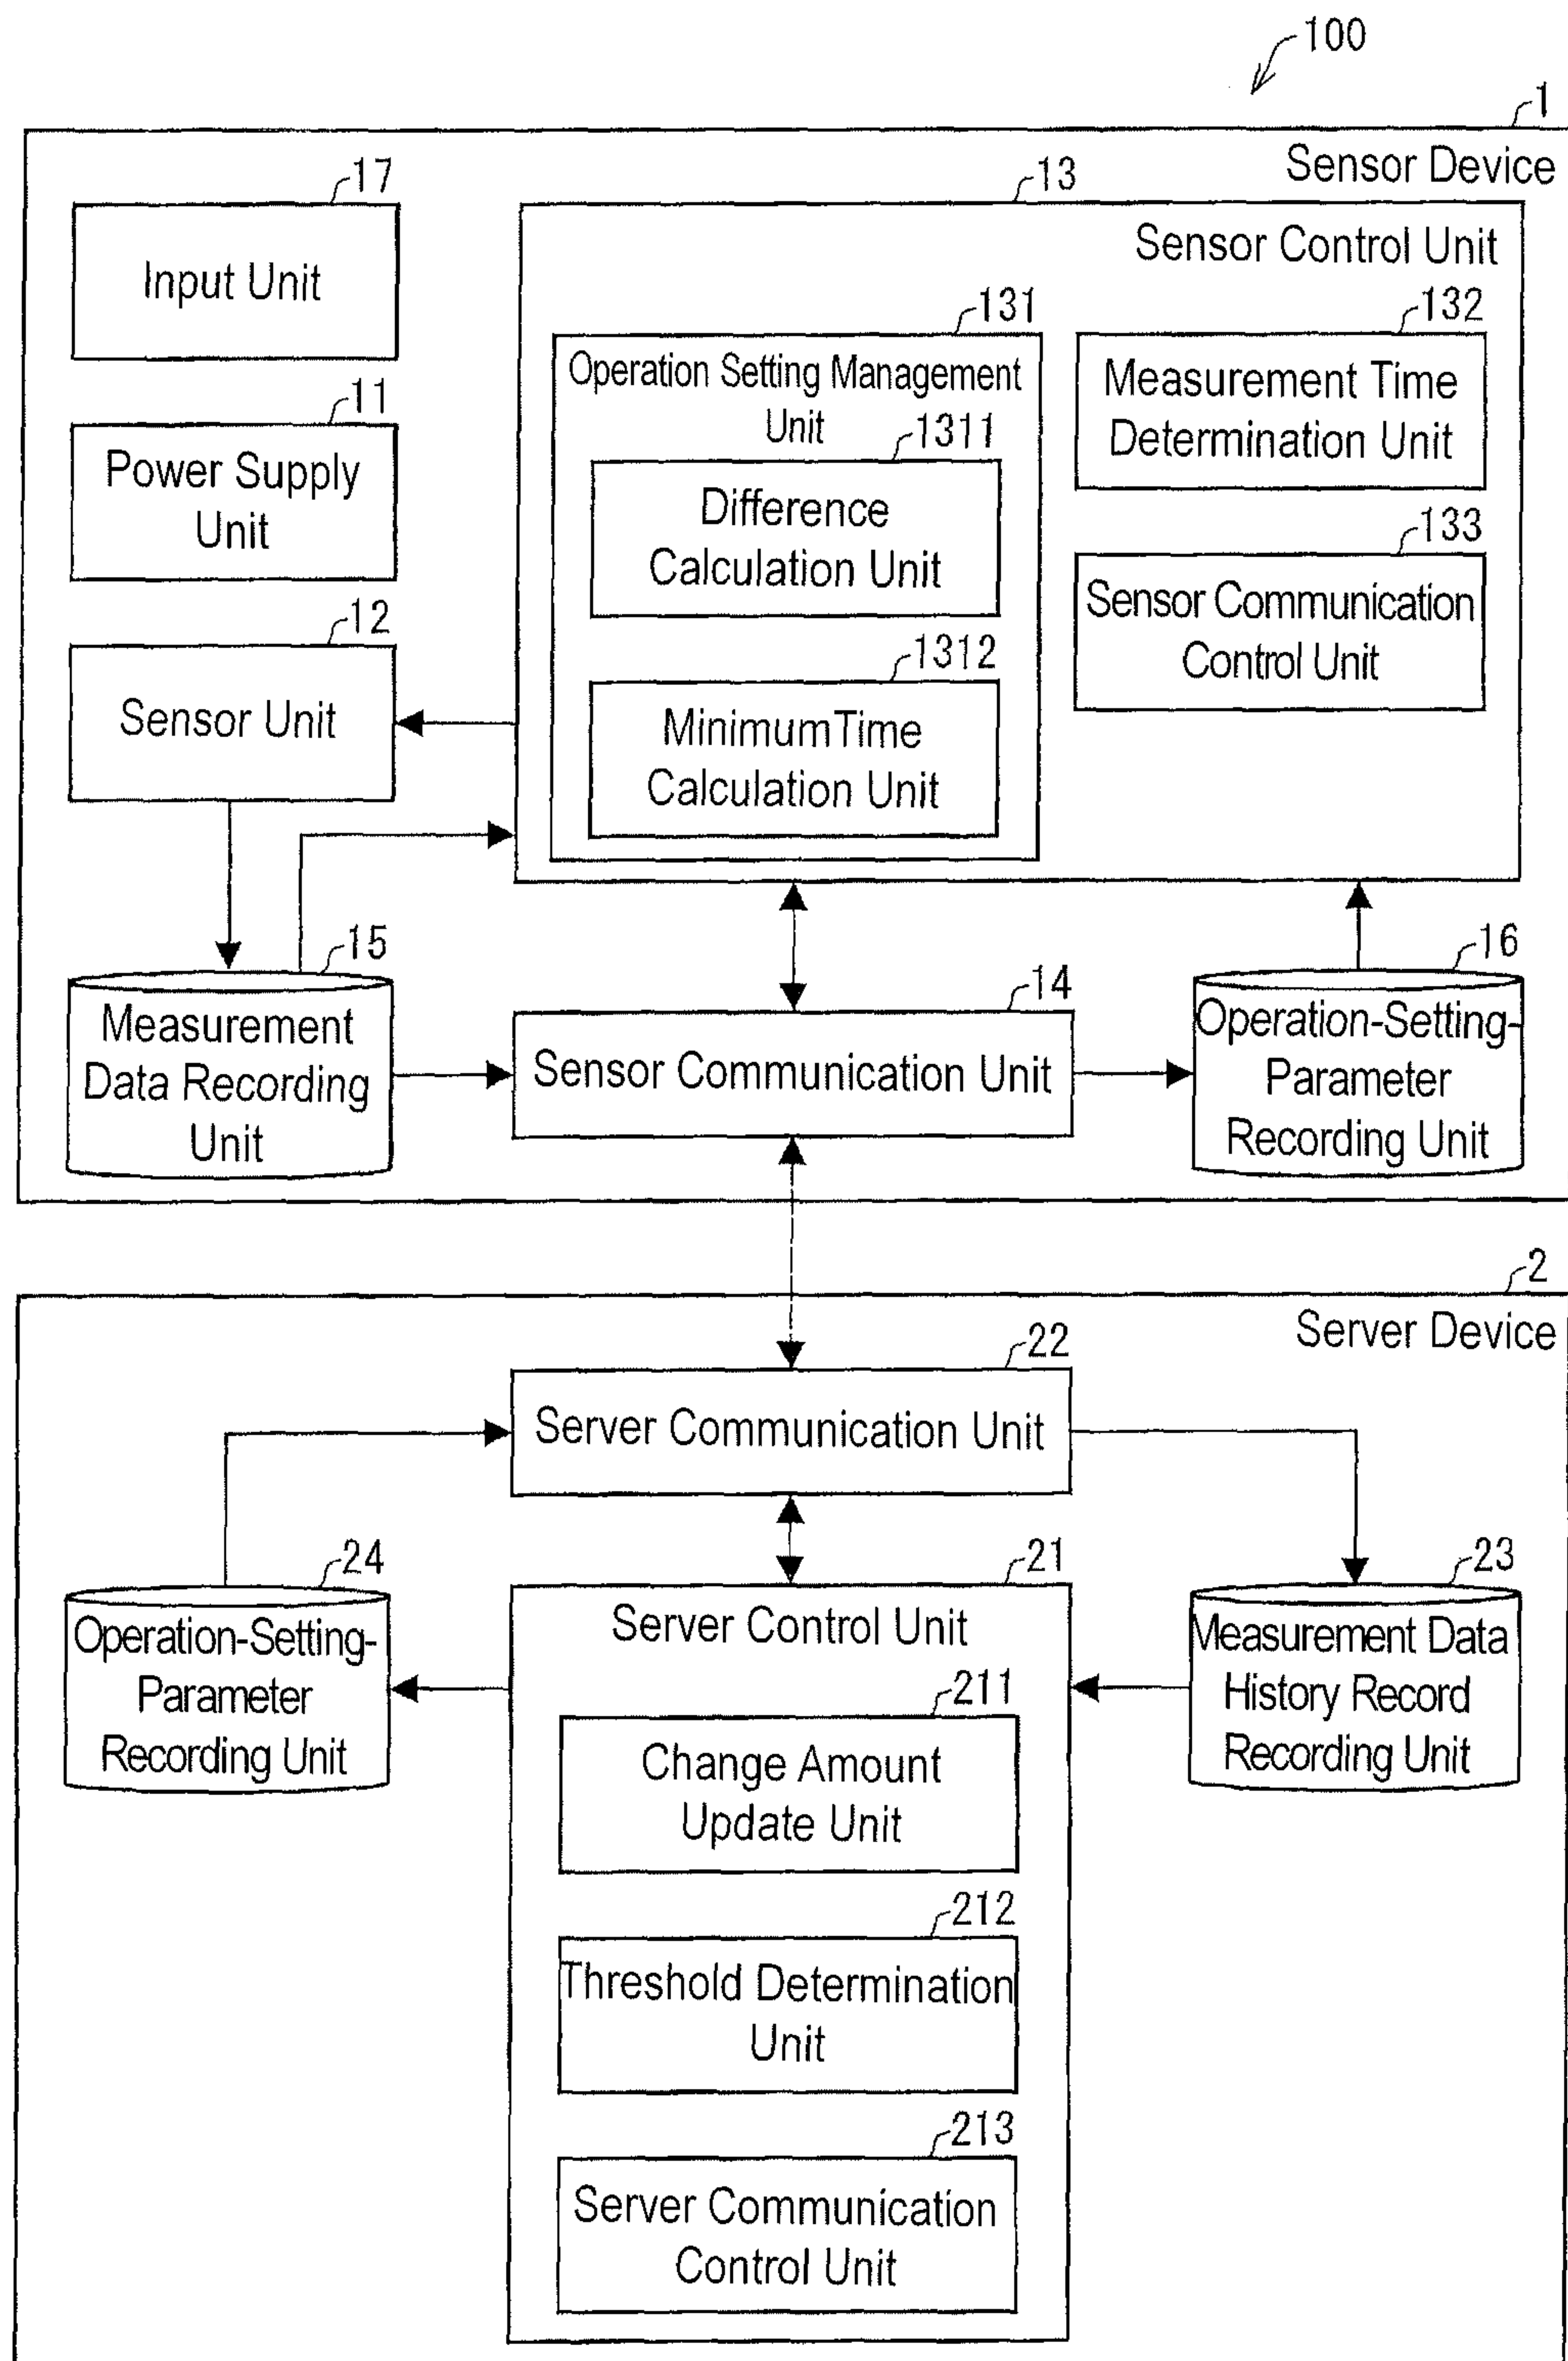 100
1
Sensor Device
17
Input Unit
13
Sensor Control Unit
131
Operation Setting Management
Unit
132
Measurement Time
Determination Unit
11
Power Supply
Unit
1311
Difference
Calculation Unit
133
Sensor Communication
Control Unit
12
Sensor Unit
1312
MinimumTime
Calculation Unit
15
Measurement
Data Recording
Unit
14
Sensor Communication Unit
16
Operation-Setting-
Parameter
Recording Unit
2
Server Device
22
Server Communication Unit
24
Operation-Setting-
Parameter
Recording Unit
21
Server Control Unit
23
Measurement Data
History Record
Recording Unit
211
Change Amount
Update Unit
212
Threshold Determination
Unit
213
Server Communication
Control Unit